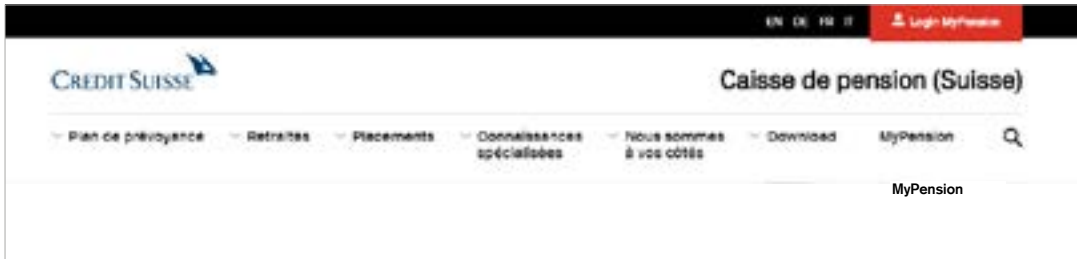 EN DE FR IT Login MyPension
CREDIT SUISSE
Caisse de pension (Suisse)
Plan de prévoyance Retraites Placements Connaissances Nous sommes Download MyPension
spécialisées à vos côtés
MyPension